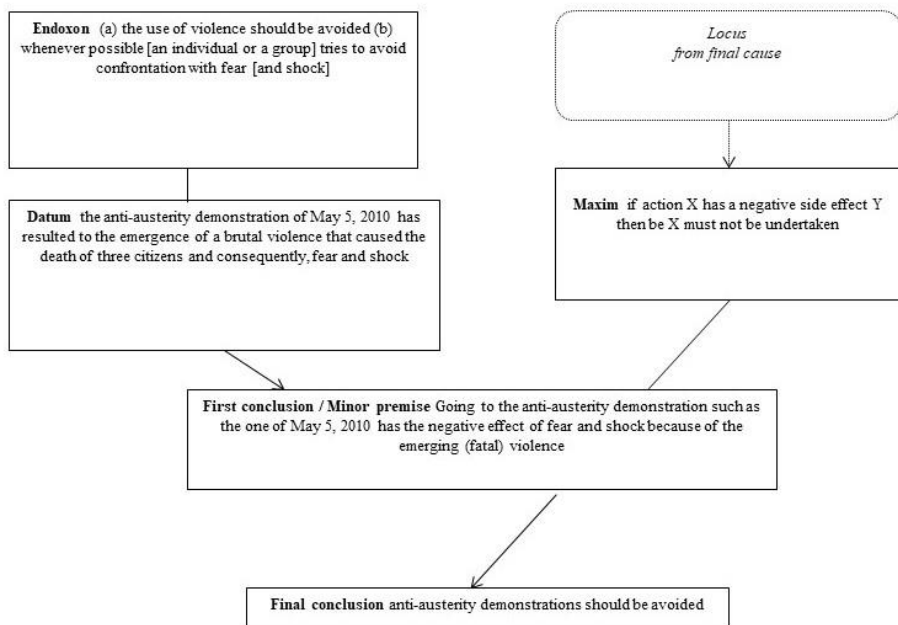 Endoxon (a) the use of violence should be avoided (b)
whenever possible [an individual or a group] tries to avoid
confrontation with fear [and shock]
Locus
from final cause
Datum the anti-austerity demonstration of May 5, 2010 has
resulted to the emergence of a brutal violence that caused the
death of three citizens and consequently, fear and shock
Maxim if action X has a negative side effect Y
then be X must not be undertaken
First conclusion / Minor premise Going to the anti-austerity demonstration such as
the one of May 5, 2010 has the negative effect of fear and shock because of the
emerging (fatal) violence
Final conclusion anti-austerity demonstrations should be avoided